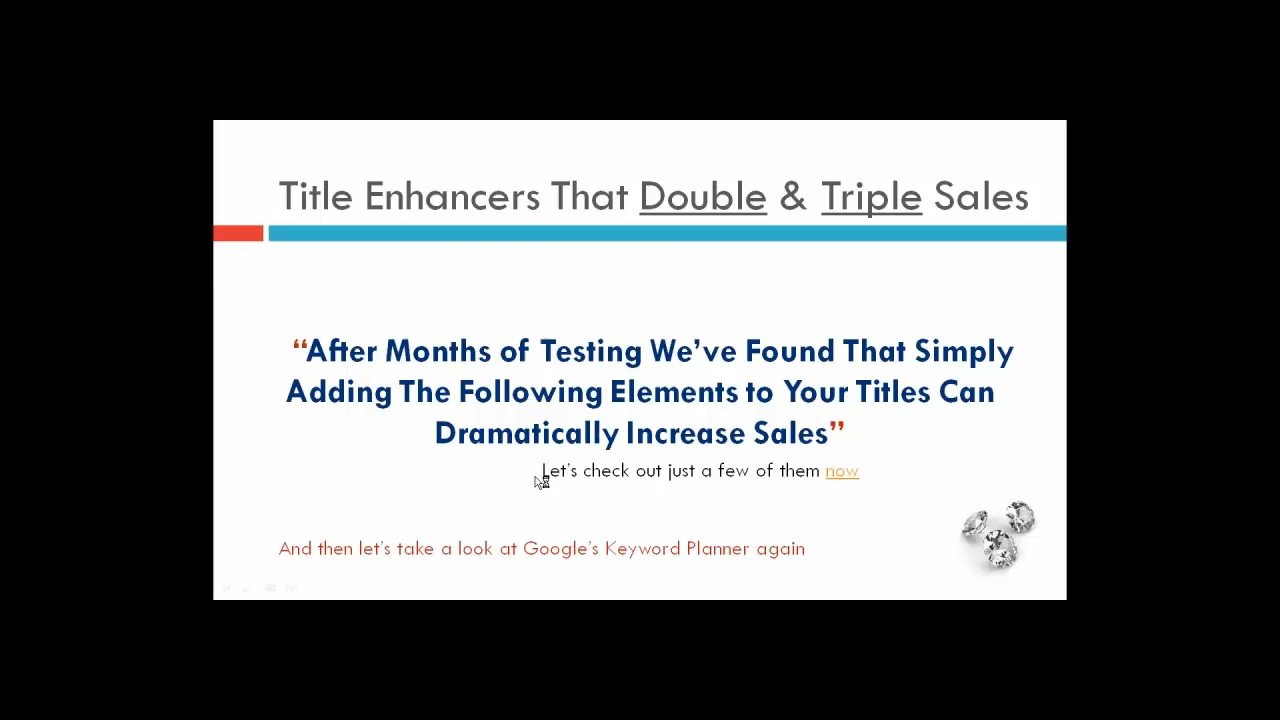 Title Enhancers That Double & Triple Sales
“After Months of Testing We’ve Found That Simply
Adding The Following Elements to Your Titles Can
Dramatically Increase Sales”
Let’s check out just a few of them now
And then let’s take a look at Google’s Keyword Planner again